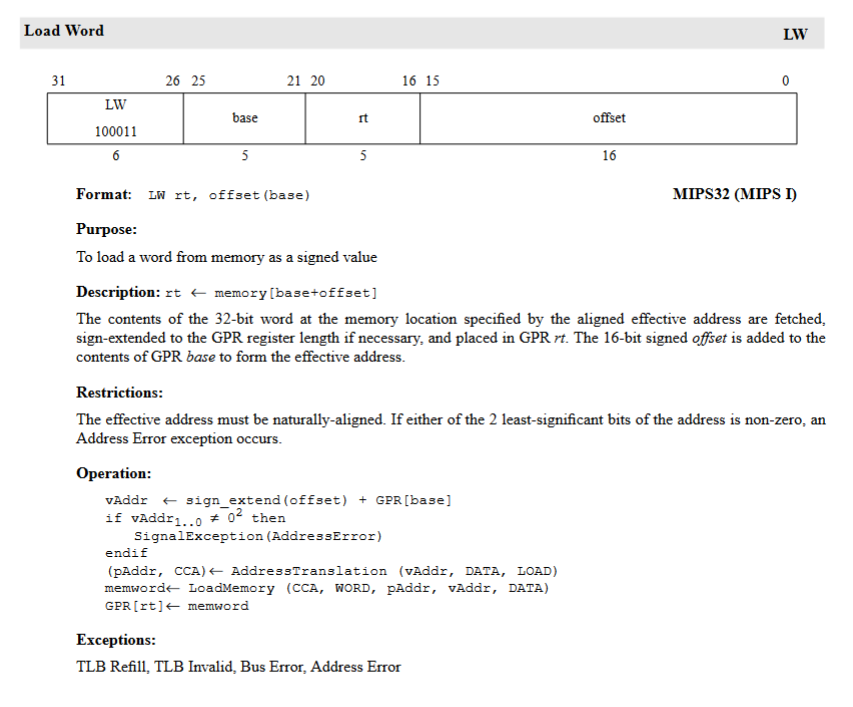 Load Word LW
31 26 25 21 20 16 15 0
LW
100011
base rt offset
6 5 5 16
Format: LW rt, offset(base) MIPS32 (MIPS I)
Purpose:
To load a word from memory as a signed value
Description: rt ← memory[base+offset]
The contents of the 32-bit word at the memory location specified by the aligned effective address are fetched,
sign-extended to the GPR register length if necessary, and placed in GPR rt. The 16-bit signed offset is added to the
contents of GPR base to form the effective address.
Restrictions:
The effective address must be naturally-aligned. If either of the 2 least-significant bits of the address is non-zero, an
Address Error exception occurs.
Operation:
vAddr ← sign_extend(offset) + GPR[base]
if vAddr1..0 ≠ 0² then
SignalException(AddressError)
endif
(pAddr, CCA)← AddressTranslation (vAddr, DATA, LOAD)
memword← LoadMemory (CCA, WORD, pAddr, vAddr, DATA)
GPR[rt]← memword
Exceptions:
TLB Refill, TLB Invalid, Bus Error, Address Error